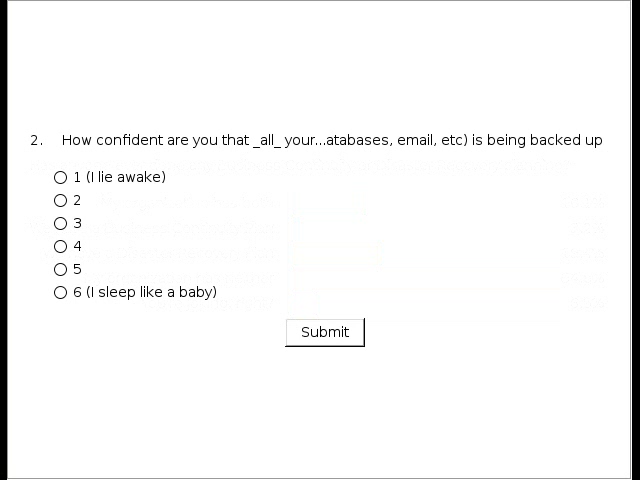 2. How confident are you that _all_ your...atabases, email, etc) is being backed up
1 (I lie awake)
2
3
4
5
6 (I sleep like a baby)
Submit